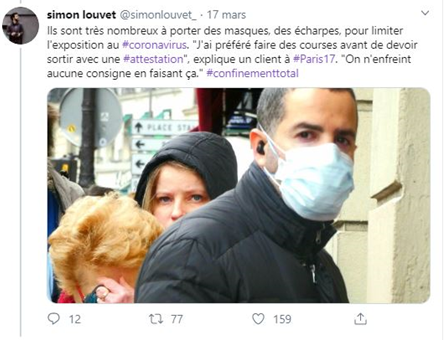 simon louvet @simonlouvet_ · 17 mars
Ils sont très nombreux à porter des masques, des écharpes, pour limiter
l'exposition au #coronavirus. "J'ai préféré faire des courses avant de devoir
sortir avec une #attestation", explique un client à #Paris17. "On n'enfreint
aucune consigne en faisant ça." #confinementtotal
PLACE ST
12 77 159